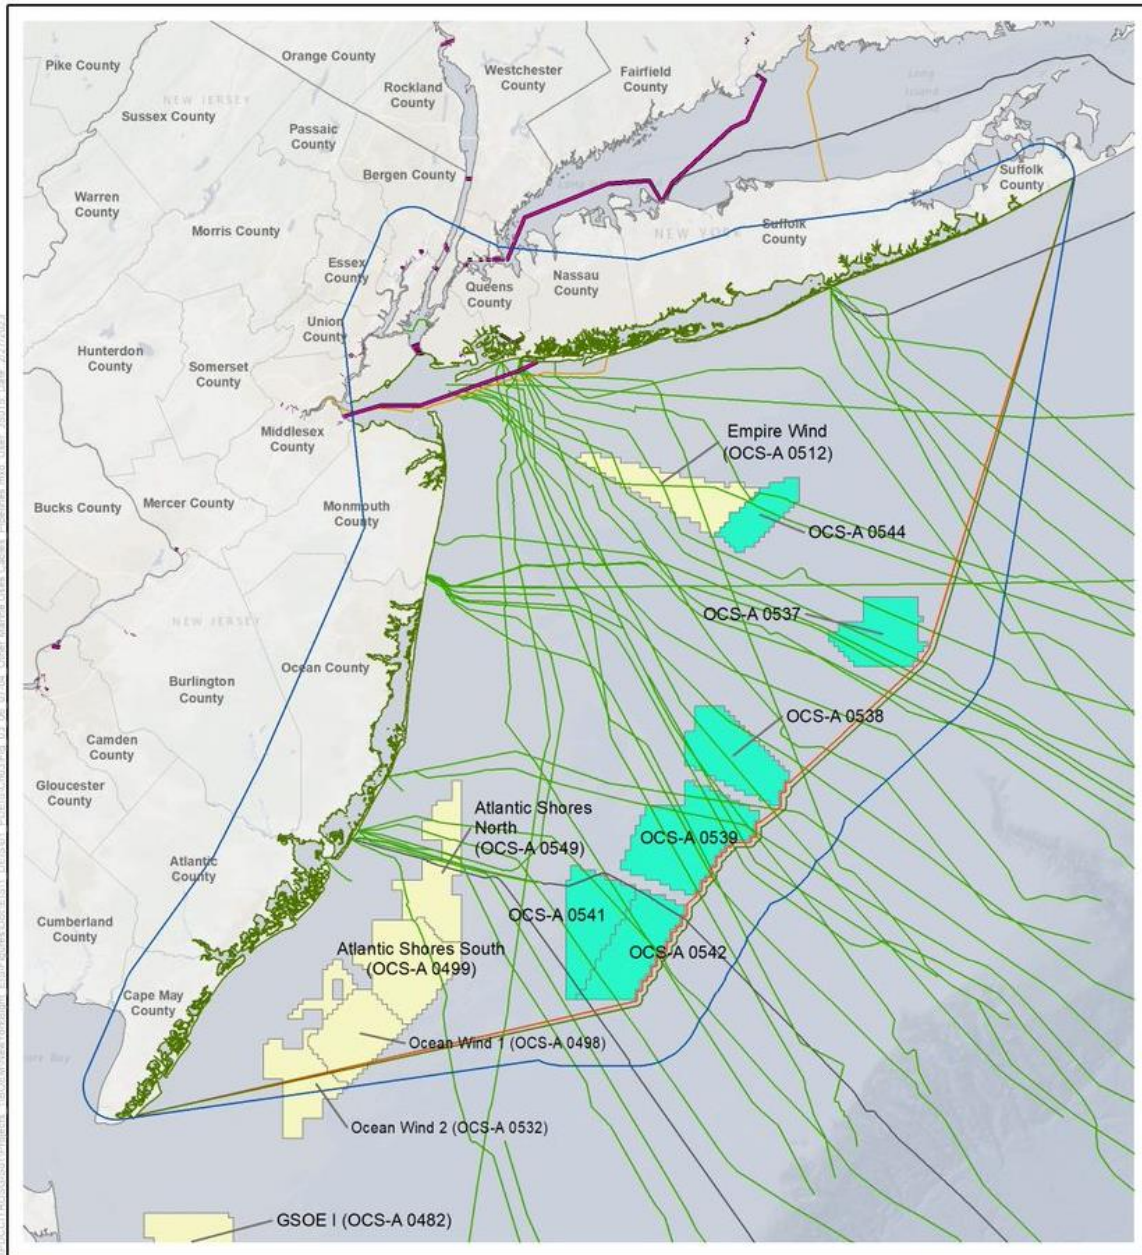 Orange County
Pike County
NEW JERSEY
Sussex County
Rockland
County
Westchester
County
Fairfield
County
Long
Island
Passaic
County
Bergen County
Warren
County
Morris County
Suffolk
County
Suffolk
County
NEW YORK
Essex
County
Queens
County
Nassau
County
Union
County
Hunterdon
County
Somerset
County
Middlesex
County
Empire Wind
(OCS-A 0512)
Bucks County
Mercer County
Monmouth
County
OCS-A 0544
OCS-A 0537
NEW JERSEY
Ocean County
Burlington
County
OCS-A 0538
Camden
County
Gloucester
County
Atlantic Shores
North
(OCS-A 0549)
OCS-A 0539
Atlantic
County
OCS-A 0541
Cumberland
County
Atlantic Shores South
(OCS-A 0499)
OCS-A 0542
Cape May
County
Ocean Wind 1 (OCS-A 0498)
Bay
Ocean Wind 2 (OCS-A 0532)
GSOE I (OCS-A 0482)